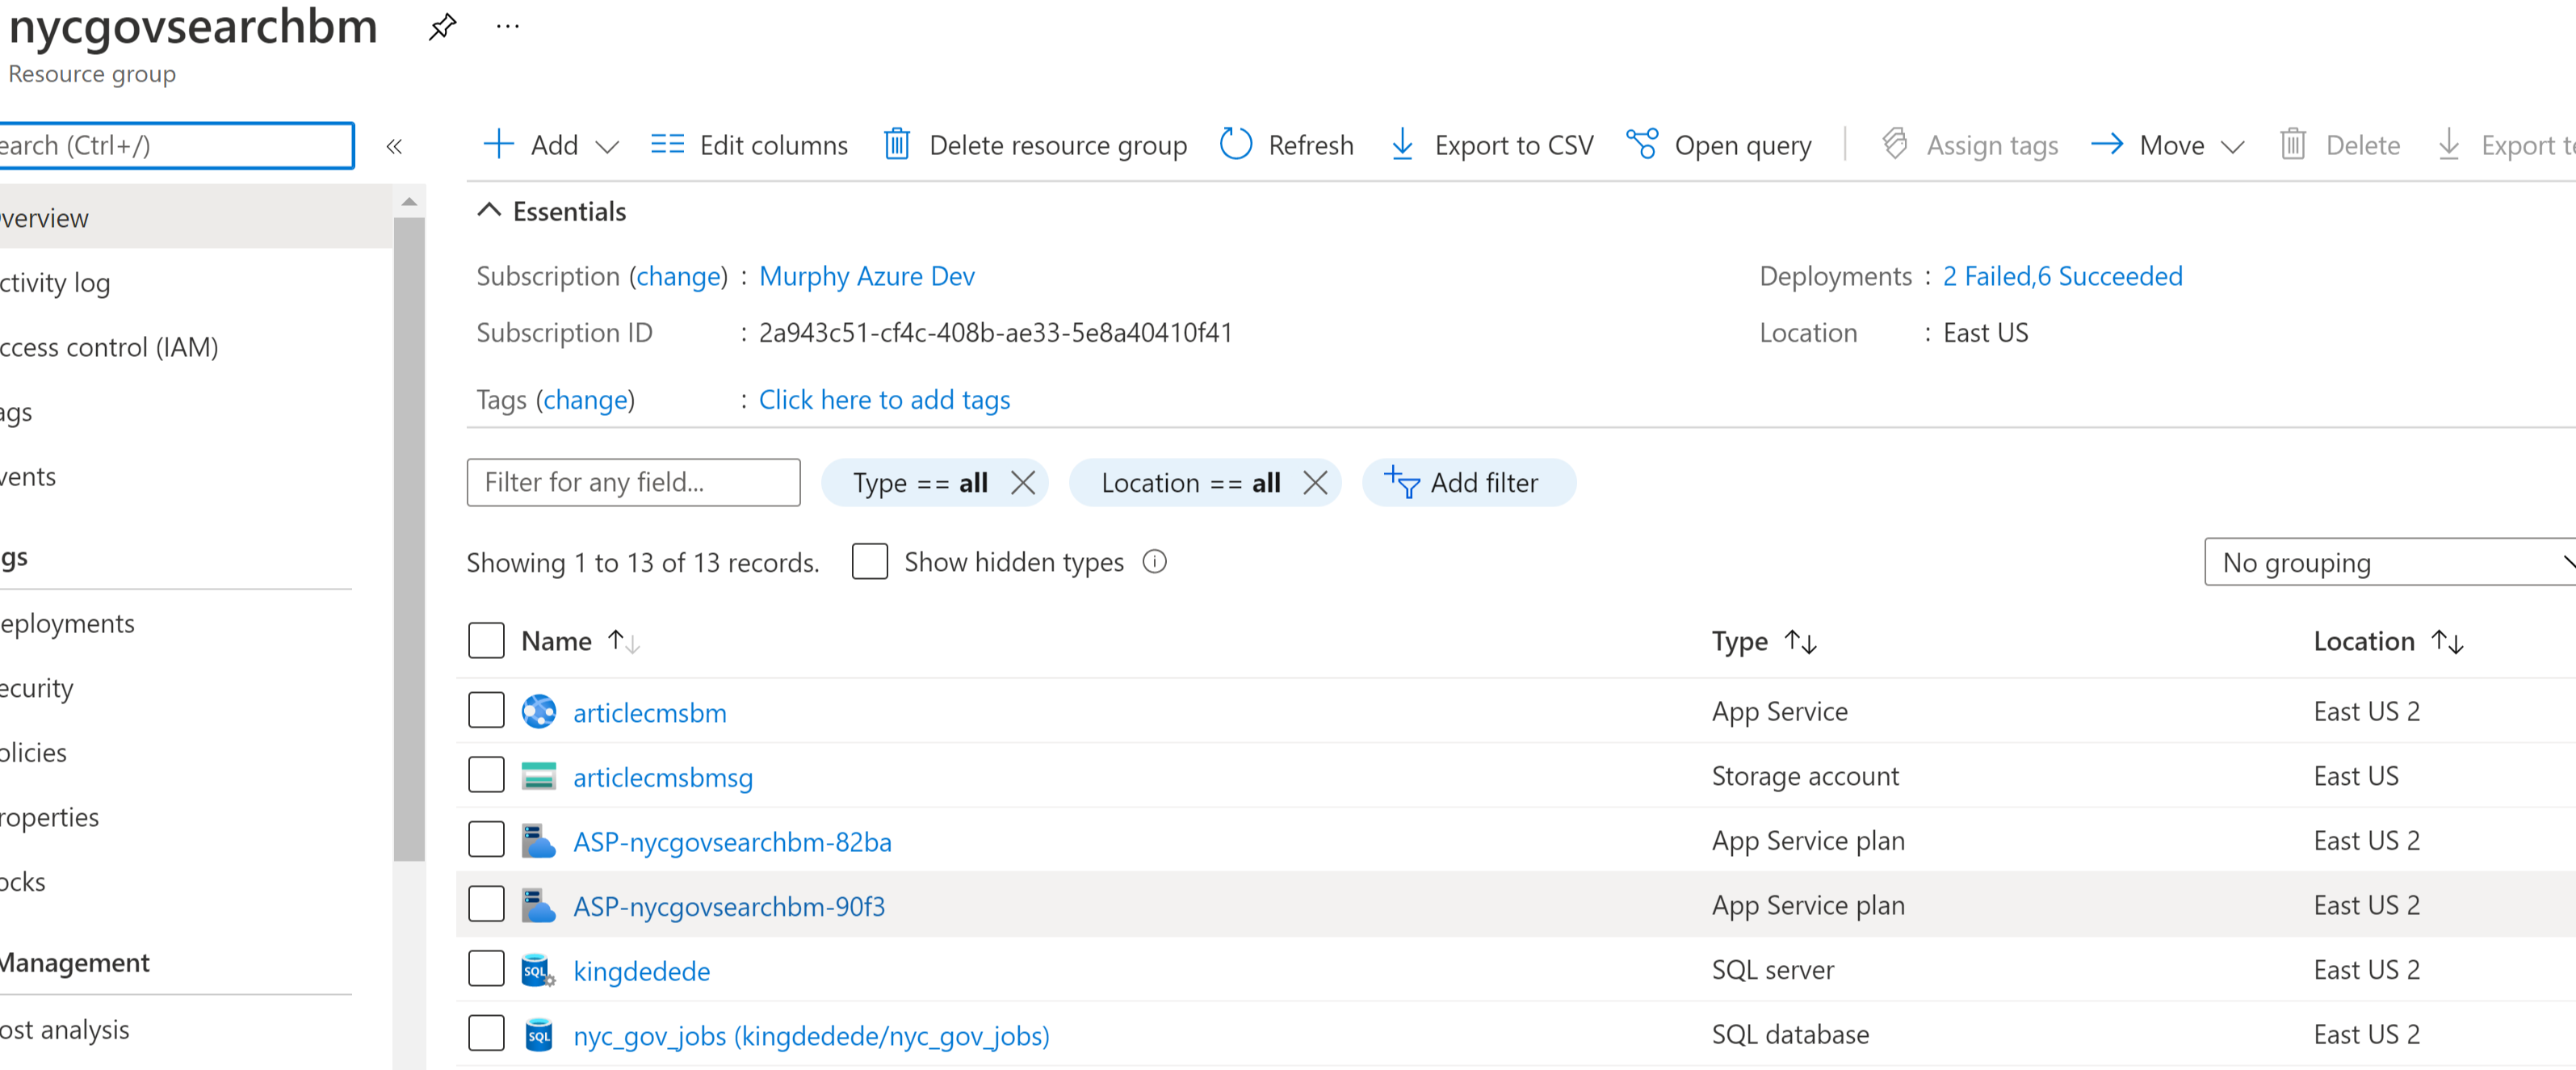 nycgovsearchbm
Resource group
earch (Ctrl+/)
verview
ctivity log
ccess control (IAM)
ags
vents
gs
eployments
ecurity
olicies
roperties
ocks
Management
ost analysis
Add
Edit columns
Delete resource group
Refresh
Export to CSV
Open query
Assign tags
Move
Delete
Export te
Essentials
Subscription (change) : Murphy Azure Dev
Deployments : 2 Failed,6 Succeeded
Subscription ID : 2a943c51-cf4c-408b-ae33-5e8a40410f41
Location : East US
Tags (change) : Click here to add tags
Filter for any field...
Type == all
Location == all
Add filter
Showing 1 to 13 of 13 records.
Show hidden types
No grouping
Name Type Location
articlecmsbm App Service East US 2
articlecmsbmsg Storage account East US
ASP-nycgovsearchbm-82ba App Service plan East US 2
ASP-nycgovsearchbm-90f3 App Service plan East US 2
SQL kingdedede SQL server East US 2
SQL nyc_gov_jobs (kingdedede/nyc_gov_jobs) SQL database East US 2